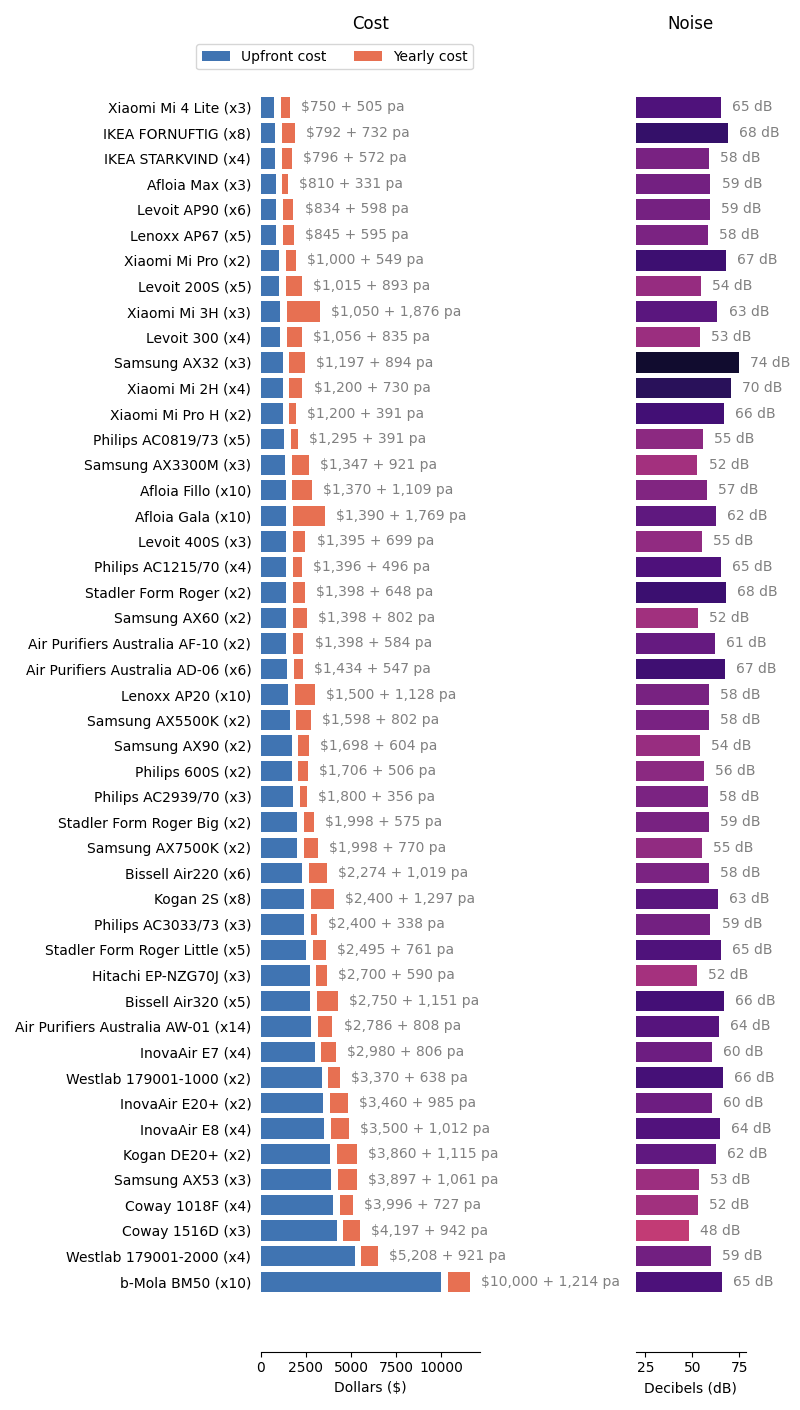 Cost Noise
Upfront cost Yearly cost
Xiaomi Mi 4 Lite (x3) $750 + 505 pa 65 dB
IKEA FORNUFTIG (x8) $792 + 732 pa 68 dB
IKEA STARKVIND (x4) $796 + 572 pa 58 dB
Afloia Max (x3) $810 + 331 pa 59 dB
Levoit AP90 (x6) $834 + 598 pa 59 dB
Lenoxx AP67 (x5) $845 + 595 pa 58 dB
Xiaomi Mi Pro (x2) $1,000 + 549 pa 67 dB
Levoit 200S (x5) $1,015 + 893 pa 54 dB
Xiaomi Mi 3H (x3) $1,050 + 1,876 pa 63 dB
Levoit 300 (x4) $1,056 + 835 pa 53 dB
Samsung AX32 (x3) $1,197 + 894 pa 74 dB
Xiaomi Mi 2H (x4) $1,200 + 730 pa 70 dB
Xiaomi Mi Pro H (x2) $1,200 + 391 pa 66 dB
Philips AC0819/73 (x5) $1,295 + 391 pa 55 dB
Samsung AX3300M (x3) $1,347 + 921 pa 52 dB
Afloia Fillo (x10) $1,370 + 1,109 pa 57 dB
Afloia Gala (x10) $1,390 + 1,769 pa 62 dB
Levoit 400S (x3) $1,395 + 699 pa 55 dB
Philips AC1215/70 (x4) $1,396 + 496 pa 65 dB
Stadler Form Roger (x2) $1,398 + 648 pa 68 dB
Samsung AX60 (x2) $1,398 + 802 pa 52 dB
Air Purifiers Australia AF-10 (x2) $1,398 + 584 pa 61 dB
Air Purifiers Australia AD-06 (x6) $1,434 + 547 pa 67 dB
Lenoxx AP20 (x10) $1,500 + 1,128 pa 58 dB
Samsung AX5500K (x2) $1,598 + 802 pa 58 dB
Samsung AX90 (x2) $1,698 + 604 pa 54 dB
Philips 600S (x2) $1,706 + 506 pa 56 dB
Philips AC2939/70 (x3) $1,800 + 356 pa 58 dB
Stadler Form Roger Big (x2) $1,998 + 575 pa 59 dB
Samsung AX7500K (x2) $1,998 + 770 pa 55 dB
Bissell Air220 (x6) $2,274 + 1,019 pa 58 dB
Kogan 2S (x8) $2,400 + 1,297 pa 63 dB
Philips AC3033/73 (x3) $2,400 + 338 pa 59 dB
Stadler Form Roger Little (x5) $2,495 + 761 pa 65 dB
Hitachi EP-NZG70J (x3) $2,700 + 590 pa 52 dB
Bissell Air320 (x5) $2,750 + 1,151 pa 66 dB
Air Purifiers Australia AW-01 (x14) $2,786 + 808 pa 64 dB
InovaAir E7 (x4) $2,980 + 806 pa 60 dB
Westlab 179001-1000 (x2) $3,370 + 638 pa 66 dB
InovaAir E20+ (x2) $3,460 + 985 pa 60 dB
InovaAir E8 (x4) $3,500 + 1,012 pa 64 dB
Kogan DE20+ (x2) $3,860 + 1,115 pa 62 dB
Samsung AX53 (x3) $3,897 + 1,061 pa 53 dB
Coway 1018F (x4) $3,996 + 727 pa 52 dB
Coway 1516D (x3) $4,197 + 942 pa 48 dB
Westlab 179001-2000 (x4) $5,208 + 921 pa 59 dB
b-Mola BM50 (x10) $10,000 + 1,214 pa 65 dB
0 2500 5000 7500 10000 25 50 75
Dollars ($) Decibels (dB)